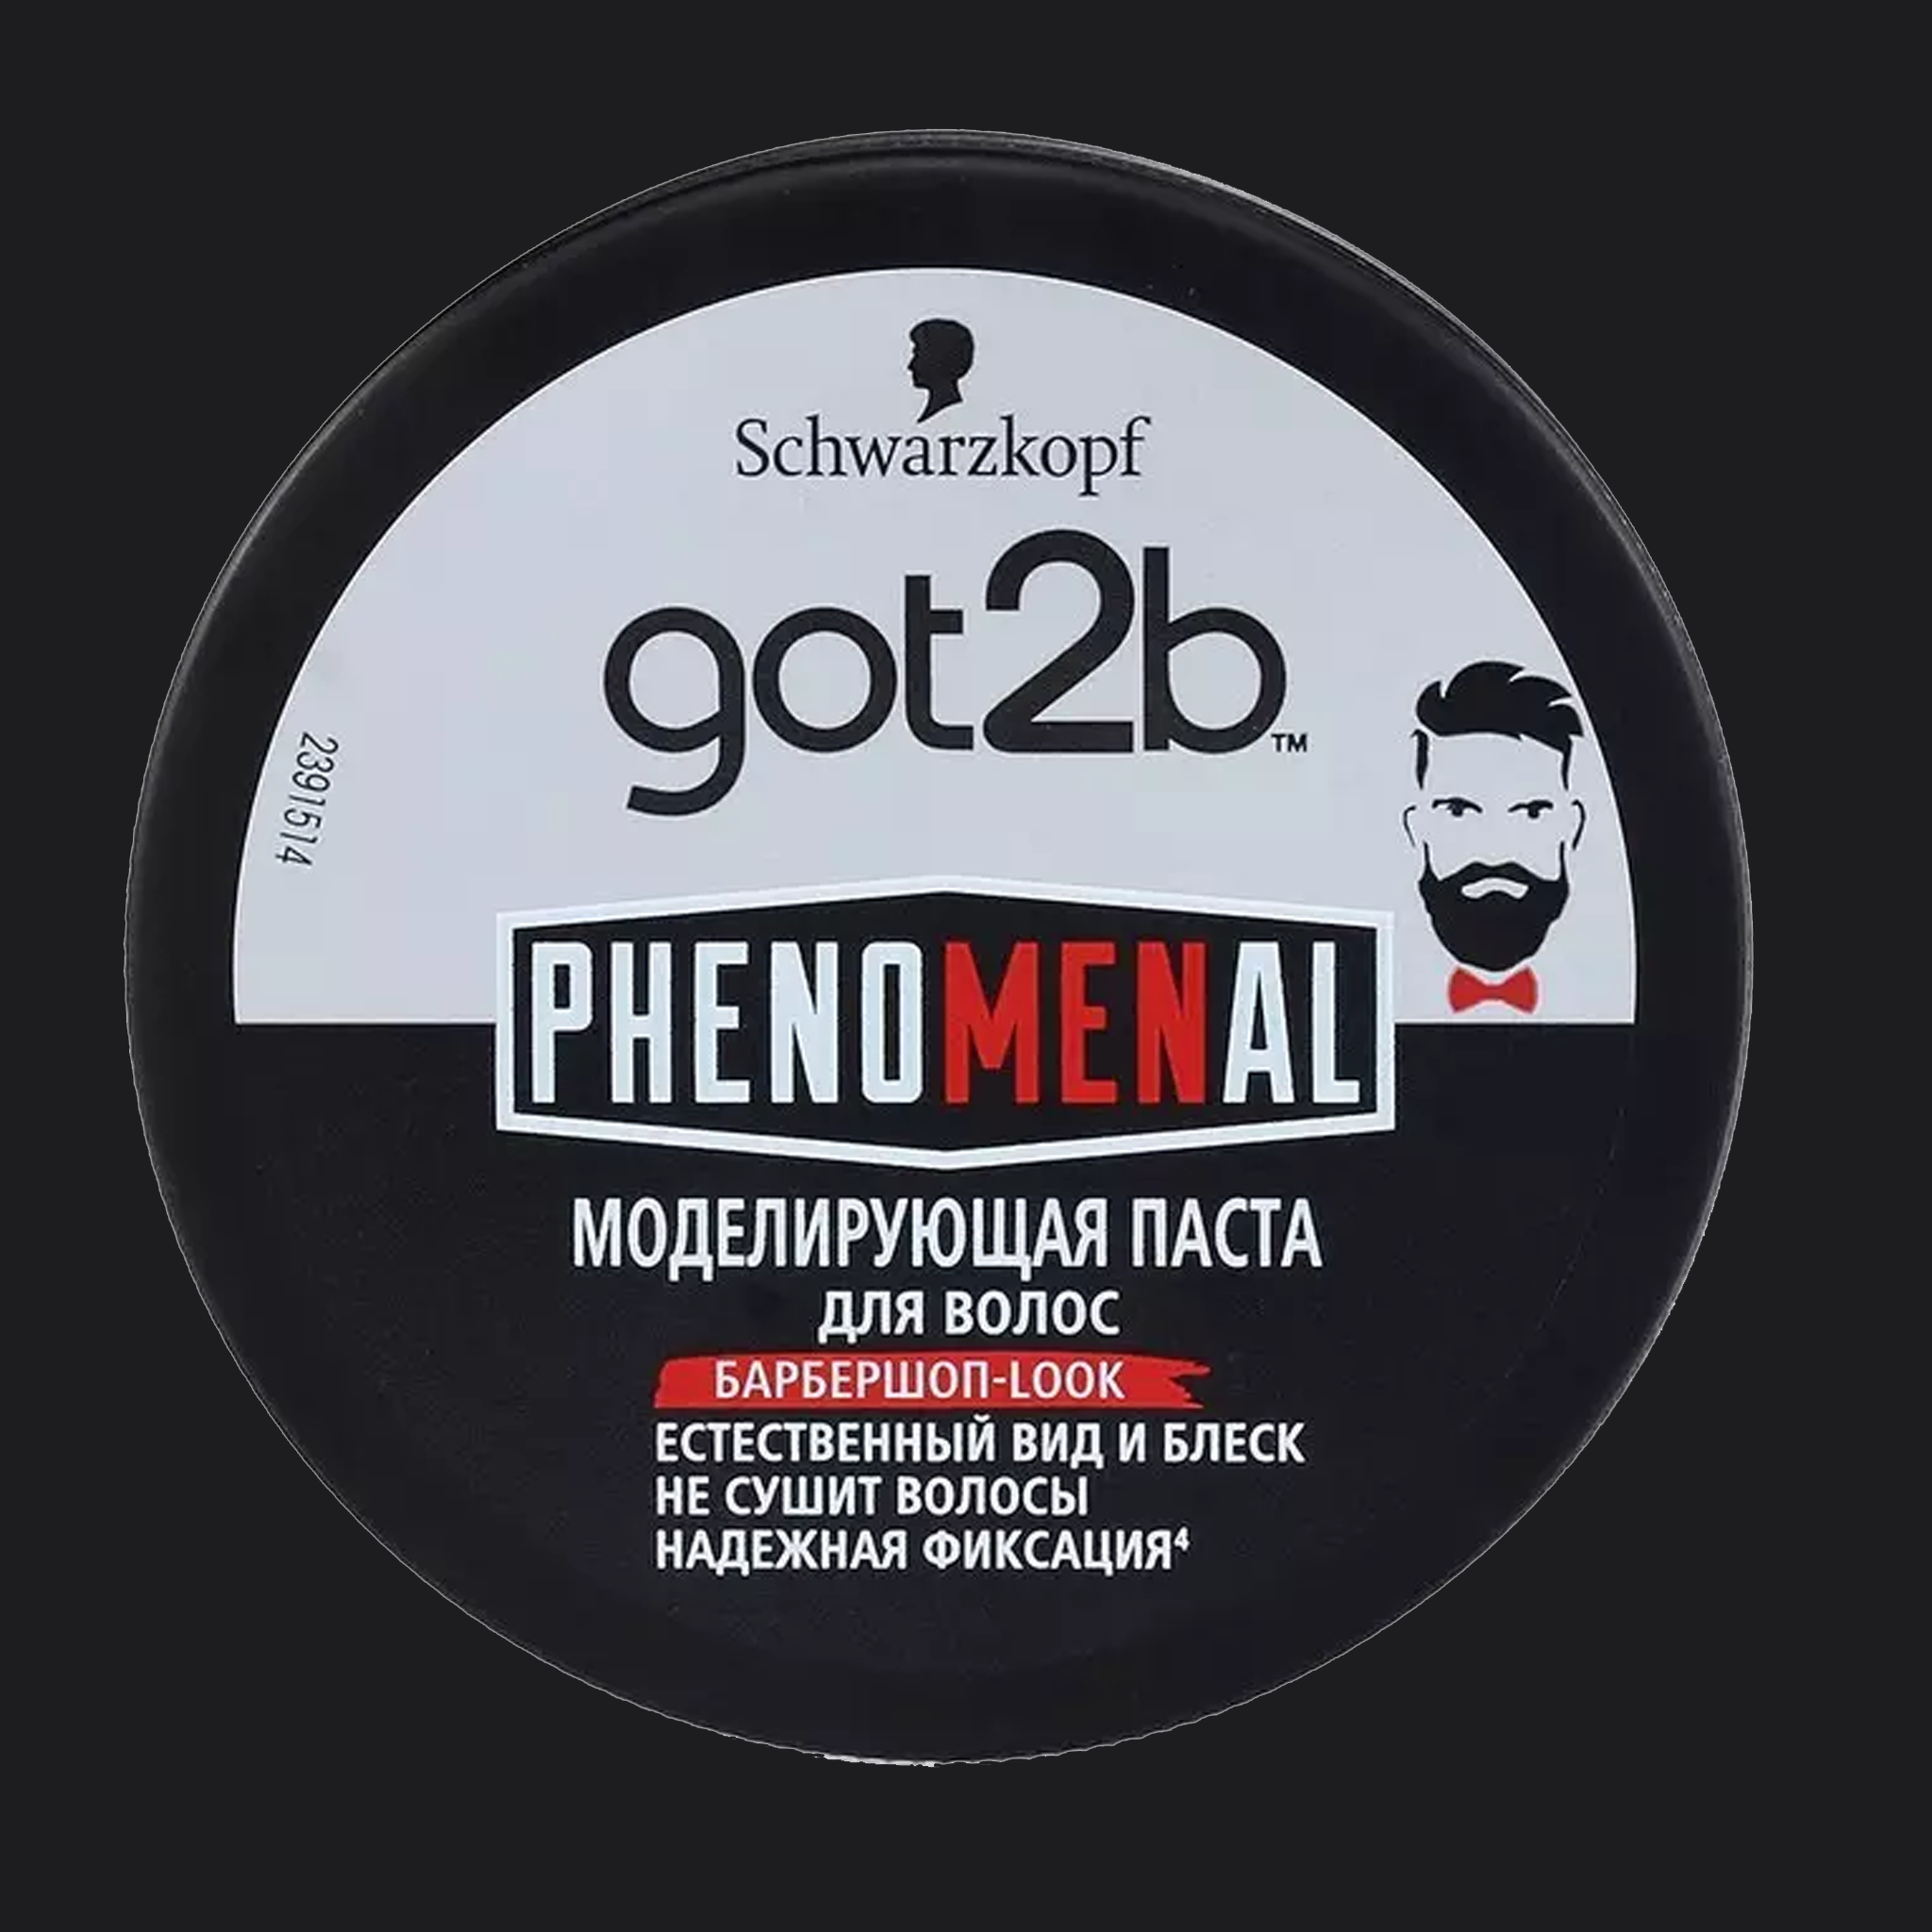 Schwarzkopf
got2b™
2391514
PHENOMENAL
МОДЕЛИРУЮЩАЯ ПАСТА
ДЛЯ ВОЛОС
БАРБЕРШОП-LOOK
ЕСТЕСТВЕННЫЙ ВИД И БЛЕСК
НЕ СУШИТ ВОЛОСЫ
НАДЕЖНАЯ ФИКСАЦИЯ⁴